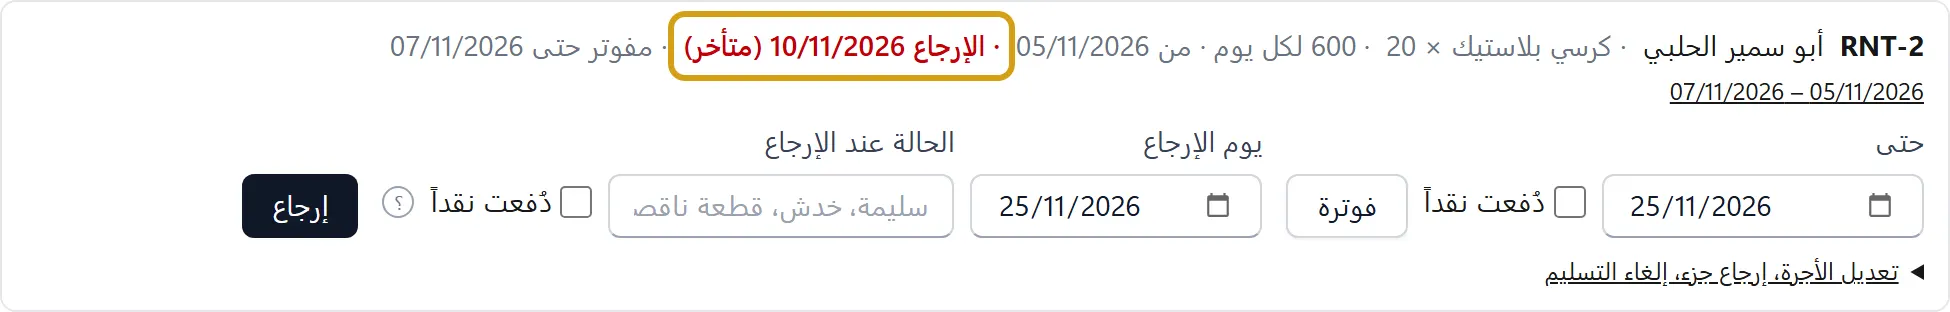 RNT-2 أبو سمير الحلبي · كرسي بلاستيك × 20 · 600 لكل يوم · من 05/11/2026 · الإرجاع 10/11/2026 (متأخر) · مفوتر حتى 07/11/2026
05/11/2026 – 07/11/2026
حتى
يوم الإرجاع
الحالة عند الإرجاع
25/11/2026 دُفعت نقداً فوترة 25/11/2026 سليمة، خدش، قطعة ناقص دُفعت نقداً ؟ إرجاع
تعديل الأجرة، إرجاع جزء، إلغاء التسليم